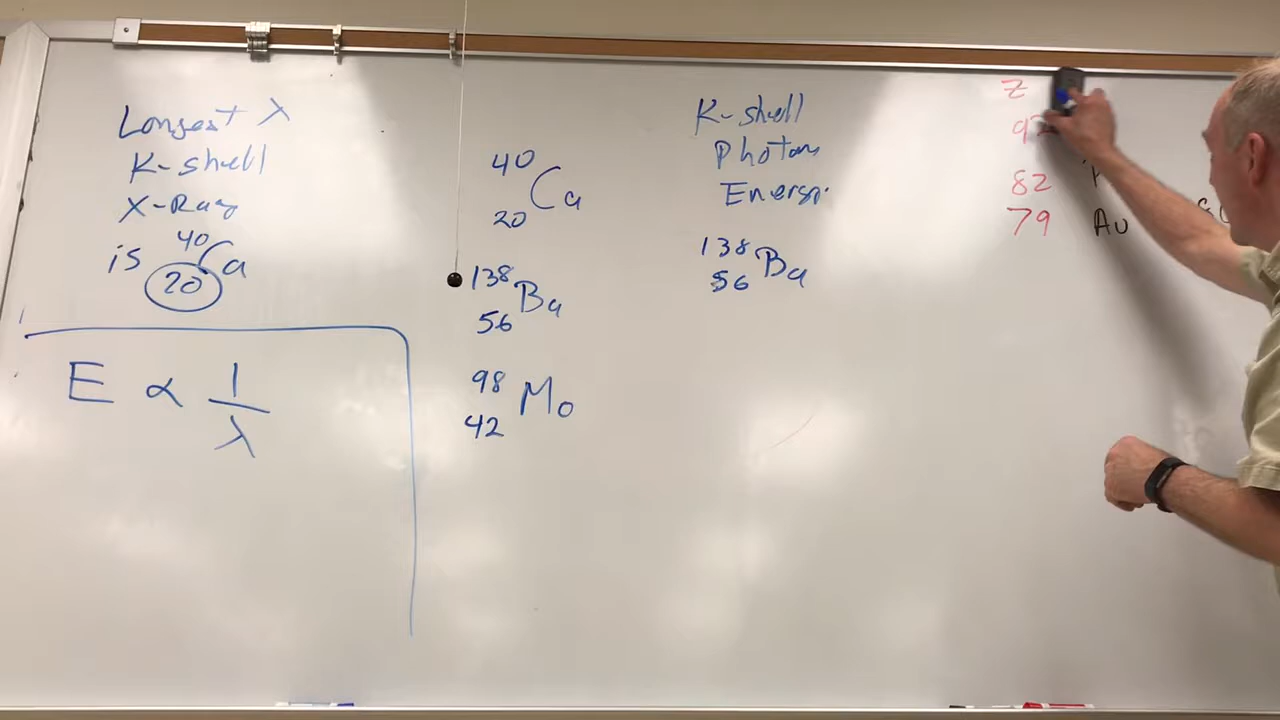 Longest λ
K-shell
X-Ray
is 40 20 Ca
E ∝ 1/λ
40 20 Ca
138 56 Ba
98 42 Mo
K-shell
Photon
Energy
138 56 Ba
Z
92
82
79 Au